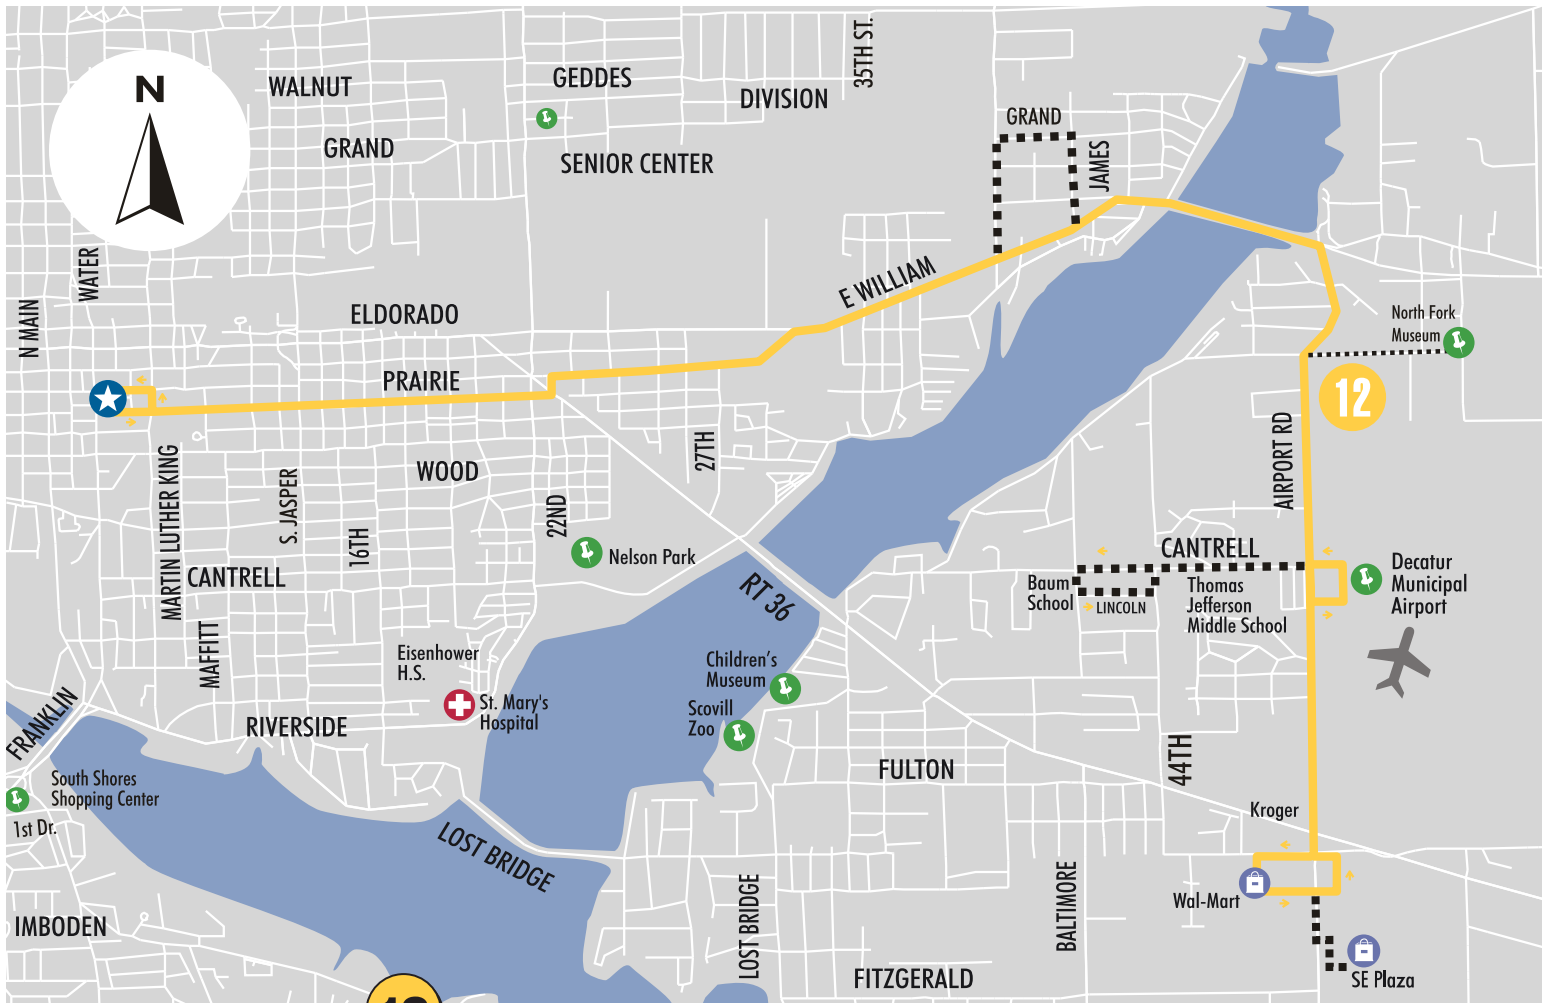 N
WALNUT
GEDDES
DIVISION
35TH ST.
GRAND
GRAND
JAMES
SENIOR CENTER
WATER
N MAIN
ELDORADO
E WILLIAM
PRAIRIE
North Fork
Museum
12
AIRPORT RD
MARTIN LUTHER KING
S. JASPER
WOOD
27TH
22ND
16TH
Nelson Park
CANTRELL
MAFFITT
RT 36
CANTRELL
Baum
School
LINCOLN
Thomas
Jefferson
Middle School
Decatur
Municipal
Airport
Eisenhower
H.S.
St. Mary's
Hospital
Children's
Museum
Scovill
Zoo
FRANKLIN
RIVERSIDE
South Shores
Shopping Center
1st Dr.
FULTON
44TH
Kroger
LOST BRIDGE
LOST BRIDGE
BALTIMORE
Wal-Mart
IMBODEN
FITZGERALD
SE Plaza